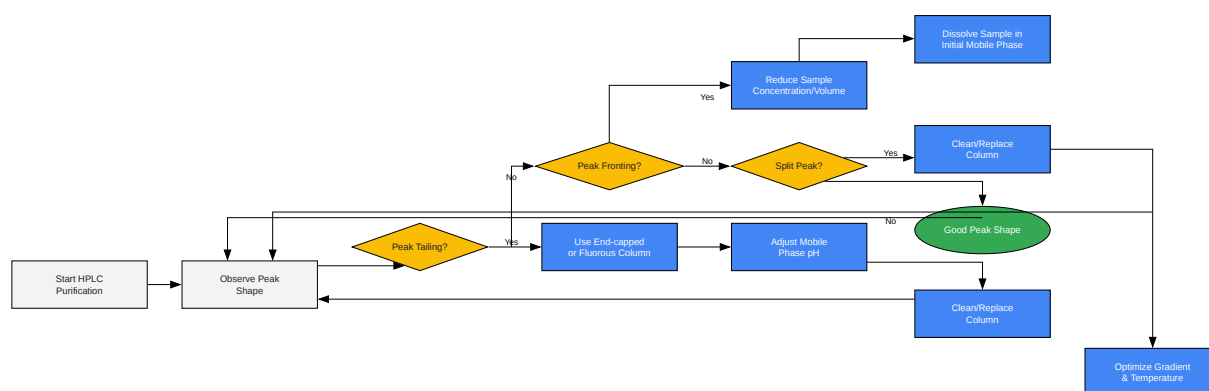 Dissolve Sample in
Initial Mobile Phase
Reduce Sample
Concentration/Volume
Yes
Clean/Replace
Column
Yes
Peak Fronting?
No
Split Peak?
No
Good Peak Shape
No
Peak Tailing?
Yes
Use End-capped
or Fluorous Column
Adjust Mobile
Phase pH
Start HPLC
Purification
Observe Peak
Shape
Clean/Replace
Column
Optimize Gradient
& Temperature